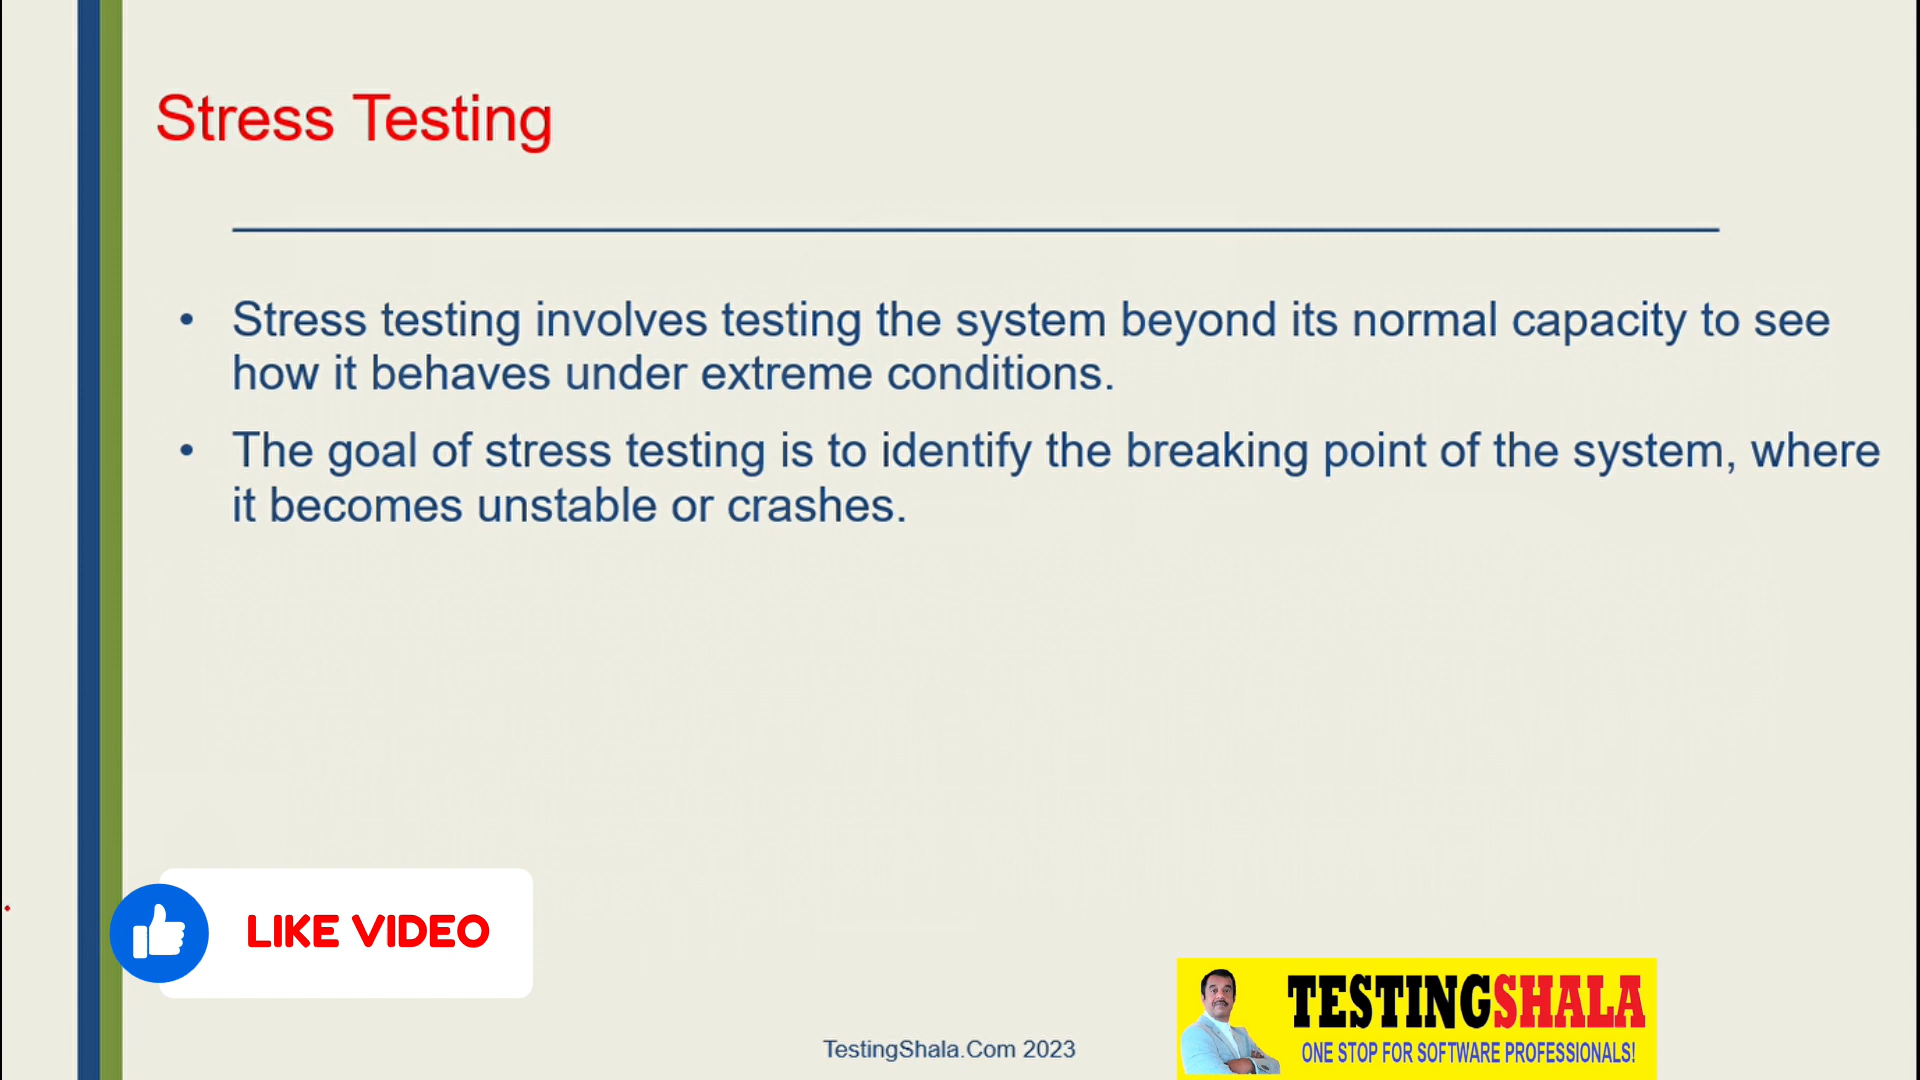 Stress Testing
• Stress testing involves testing the system beyond its normal capacity to see
how it behaves under extreme conditions.
• The goal of stress testing is to identify the breaking point of the system, where
it becomes unstable or crashes.
LIKE VIDEO
TESTINGSHALA
ONE STOP FOR SOFTWARE PROFESSIONALS!
TestingShala.Com 2023